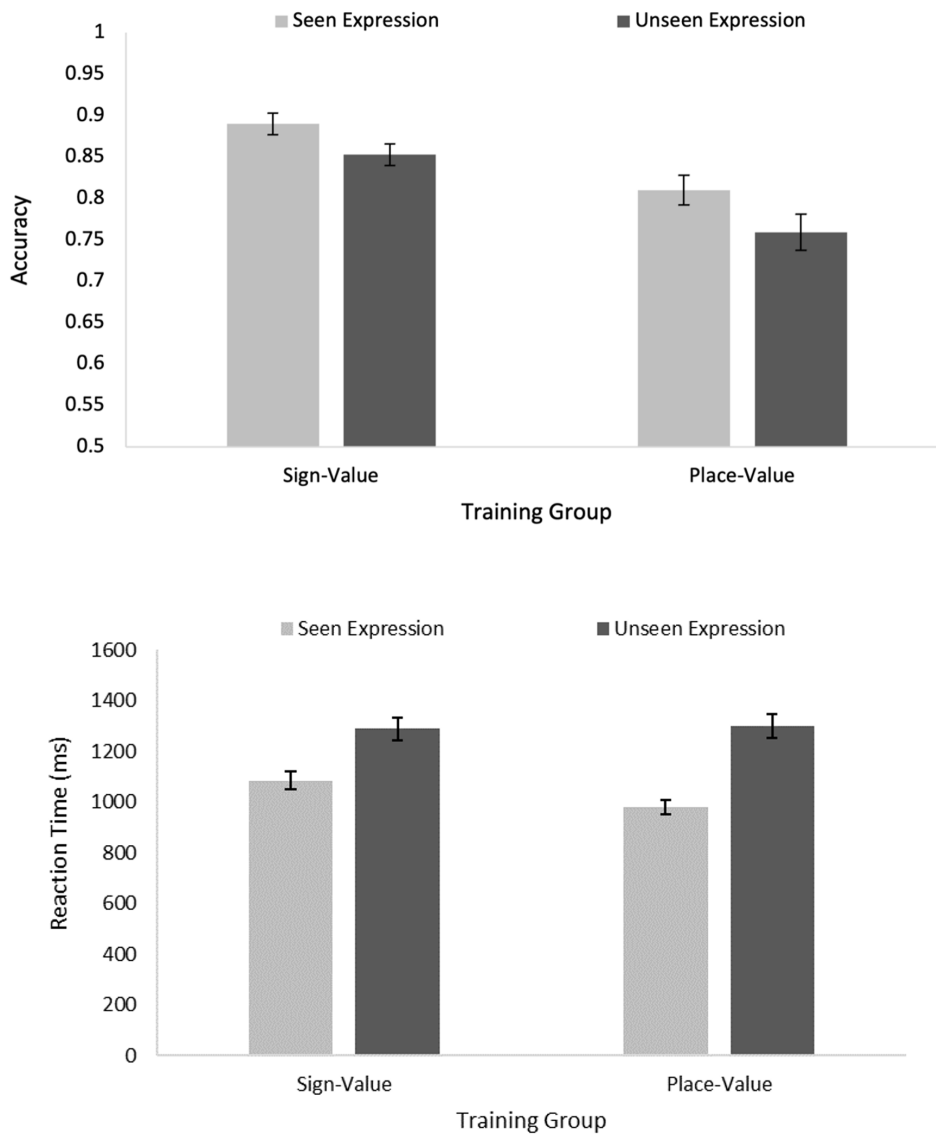 Seen Expression Unseen Expression
1
0.95
0.9
0.85
0.8
0.75
0.7
0.65
0.6
0.55
0.5
Accuracy
Sign-Value Place-Value
Training Group
Seen Expression Unseen Expression
1600
1400
1200
1000
800
600
400
200
0
Reaction Time (ms)
Sign-Value Place-Value
Training Group